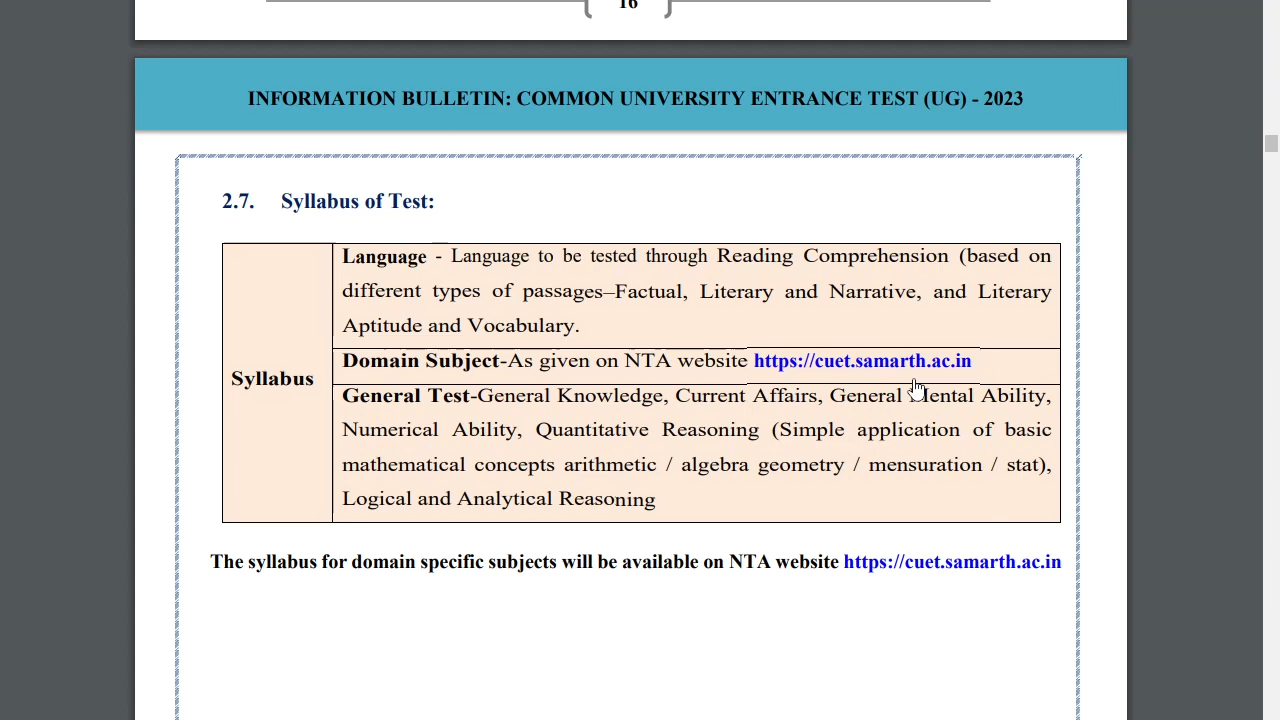 16
INFORMATION BULLETIN: COMMON UNIVERSITY ENTRANCE TEST (UG) - 2023
2.7. Syllabus of Test:
Syllabus
Language - Language to be tested through Reading Comprehension (based on
different types of passages–Factual, Literary and Narrative, and Literary
Aptitude and Vocabulary.
Domain Subject-As given on NTA website https://cuet.samarth.ac.in
General Test-General Knowledge, Current Affairs, General Mental Ability,
Numerical Ability, Quantitative Reasoning (Simple application of basic
mathematical concepts arithmetic / algebra geometry / mensuration / stat),
Logical and Analytical Reasoning
The syllabus for domain specific subjects will be available on NTA website https://cuet.samarth.ac.in